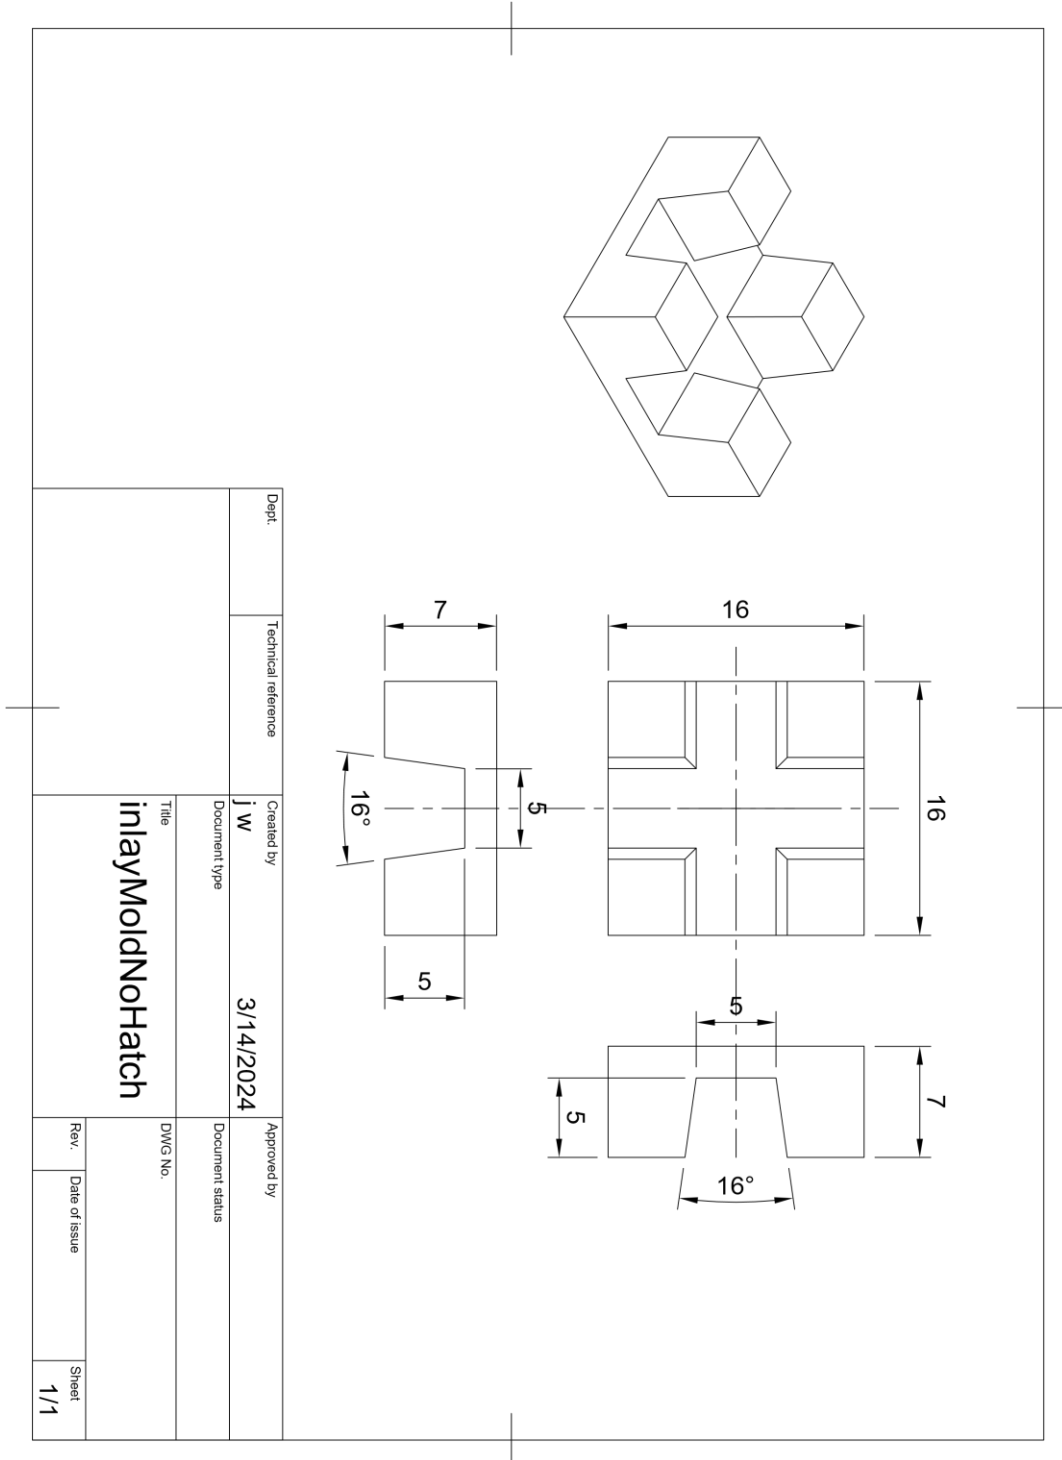 16
16
7
5
16°
5
7
5
16°
5
Dept.
Technical reference
Created by
j w
3/14/2024
Approved by
Document type
Document status
Title
inlayMoldNoHatch
DWG No.
Rev.
Date of issue
Sheet
1/1